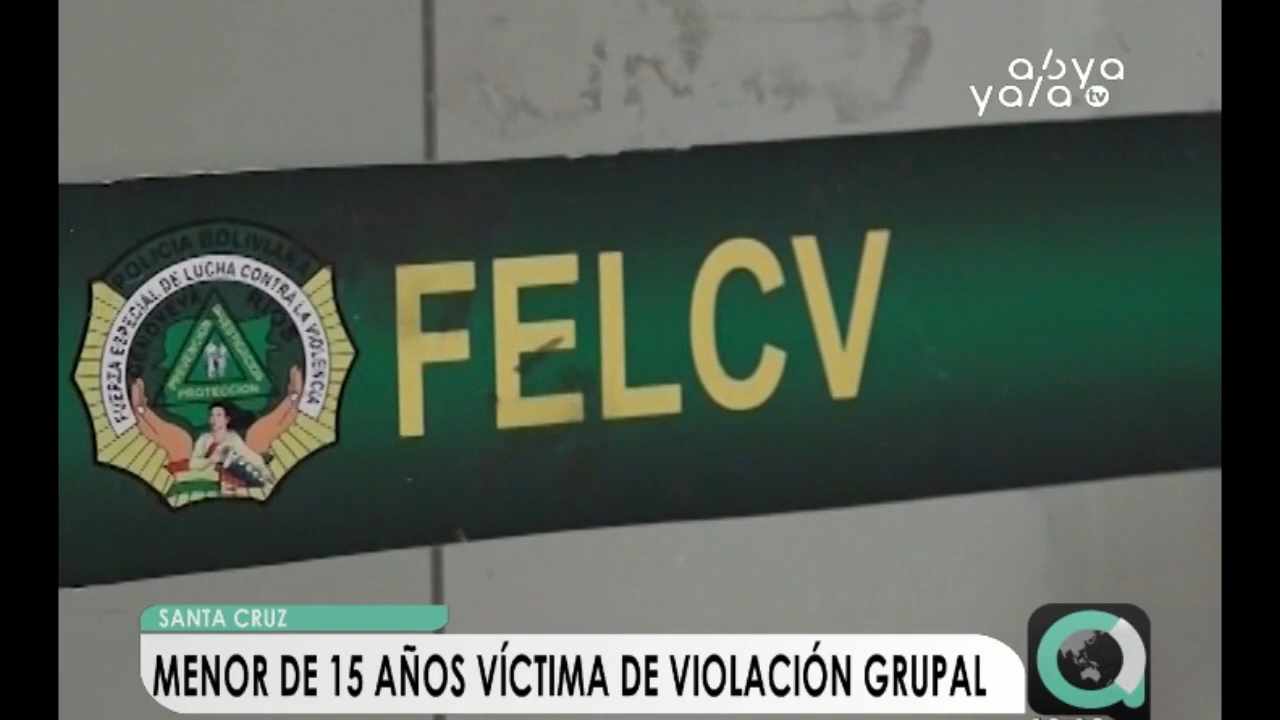 abya
yala tv
POLICIA BOLIVIANA
FUERZA ESPECIAL DE LUCHA CONTRA LA VIOLENCIA
PROTECCION
FELCV
SANTA CRUZ
MENOR DE 15 AÑOS VÍCTIMA DE VIOLACIÓN GRUPAL